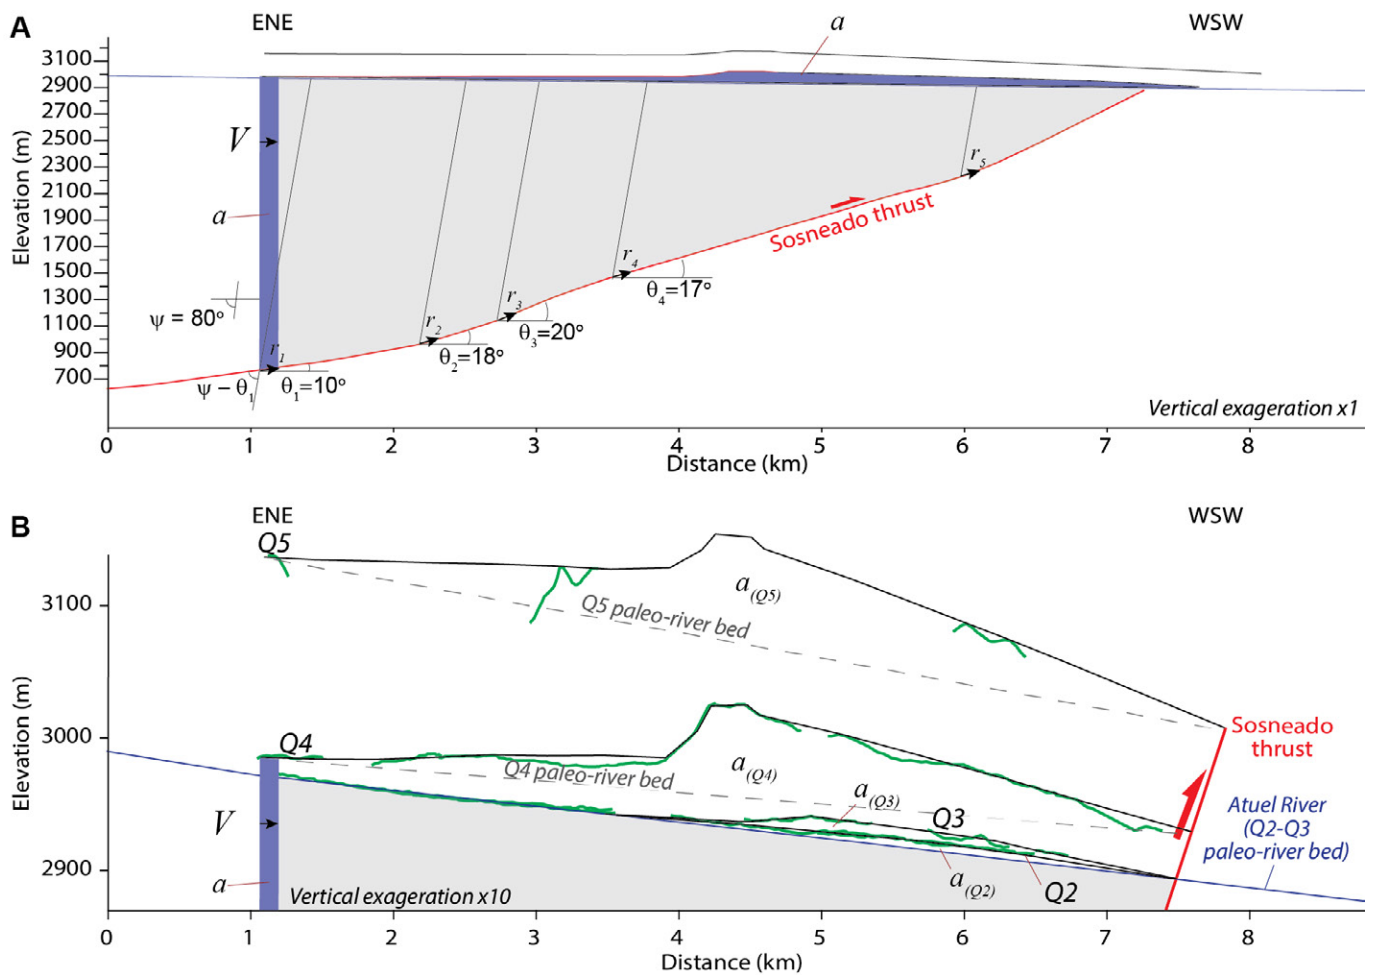 A
ENE
a
WSW
3100
2900
2700
2500
2300
2100
1900
1700
1500
1300
1100
900
700
Elevation (m)
V
a
ψ = 80°
r1
ψ – θ1
θ1=10°
r2
θ2=18°
r3
θ3=20°
r4
θ4=17°
r5
Sosneado thrust
Vertical exageration x1
0 1 2 3 4 5 6 7 8
Distance (km)
B
ENE
WSW
Q5
3100
3000
2900
Elevation (m)
a(Q5)
Q5 paleo-river bed
Sosneado
thrust
Q4
Q4 paleo-river bed
a(Q4)
a(Q3)
Q3
Atuel River
(Q2-Q3
paleo-river bed)
V
a
Vertical exageration x10
a(Q2)
Q2
0 1 2 3 4 5 6 7 8
Distance (km)